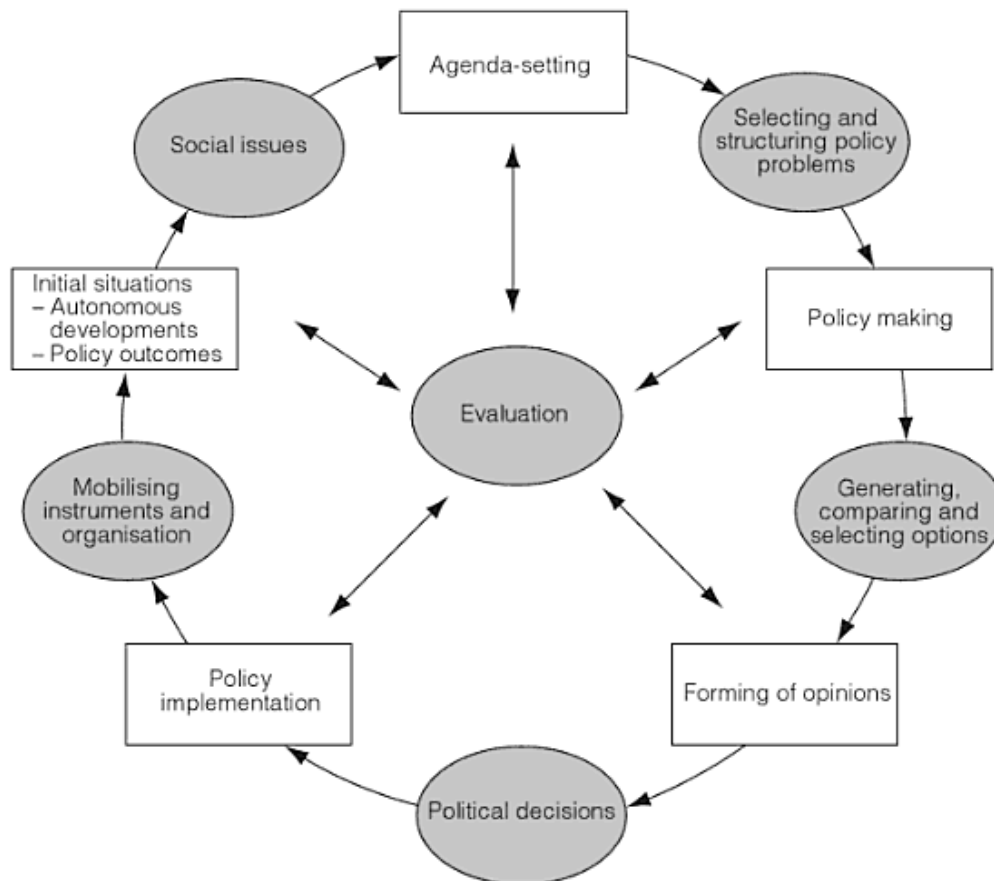 Agenda-setting
Selecting and
structuring policy
problems
Policy making
Generating,
comparing and
selecting options
Forming of opinions
Political decisions
Policy
implementation
Mobilising
instruments and
organisation
Initial situations
– Autonomous
developments
– Policy outcomes
Social issues
Evaluation